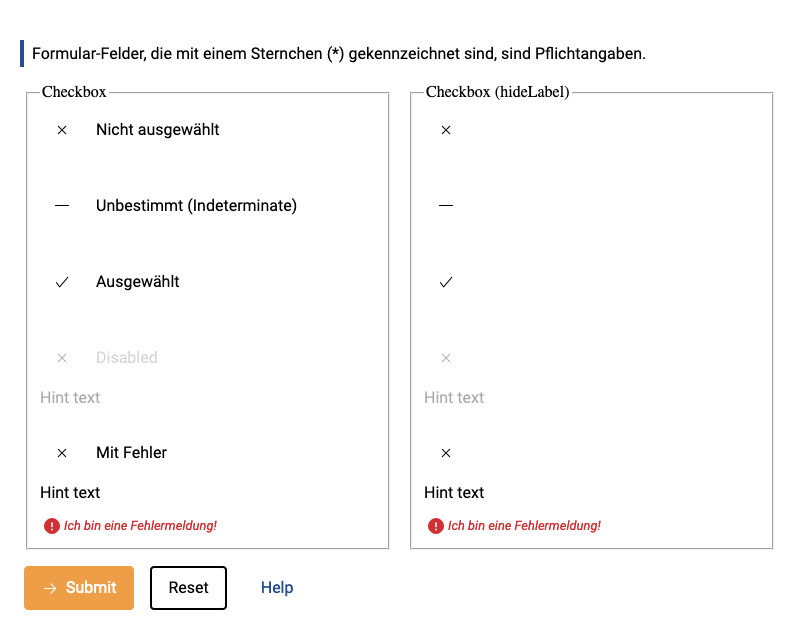 Formular-Felder, die mit einem Sternchen (*) gekennzeichnet sind, sind Pflichtangaben.
Checkbox
Nicht ausgewählt
Unbestimmt (Indeterminate)
Ausgewählt
Disabled
Hint text
Mit Fehler
Hint text
Ich bin eine Fehlermeldung!
Checkbox (hideLabel)
Hint text
Hint text
Ich bin eine Fehlermeldung!
Submit
Reset
Help